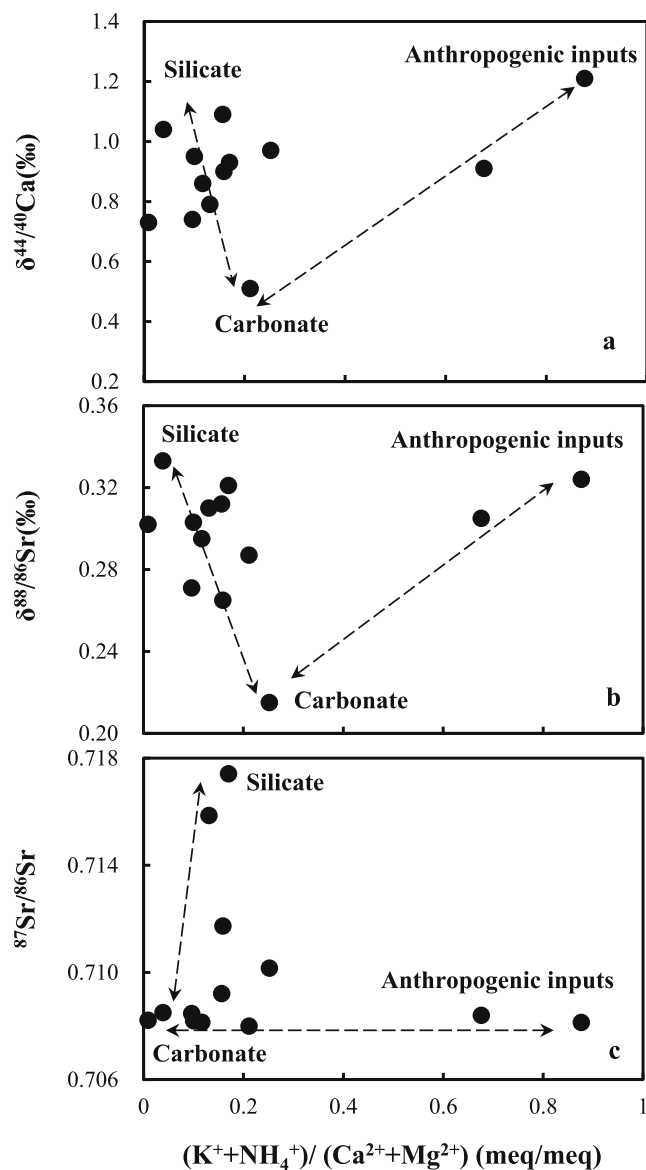 1.4
Silicate
Anthropogenic inputs
1.2
1.0
0.8
δ⁴⁴/⁴⁰Ca(‰)
0.6
0.4
Carbonate
a
0.2
0.36
Silicate
Anthropogenic inputs
0.32
0.28
δ⁸⁸/⁸⁶Sr(‰)
0.24
Carbonate
b
0.20
0.718
Silicate
0.714
⁸⁷Sr/⁸⁶Sr
0.710
Anthropogenic inputs
Carbonate
c
0.706
0 0.2 0.4 0.6 0.8 1
(K⁺+NH₄⁺)/ (Ca²⁺+Mg²⁺) (meq/meq)